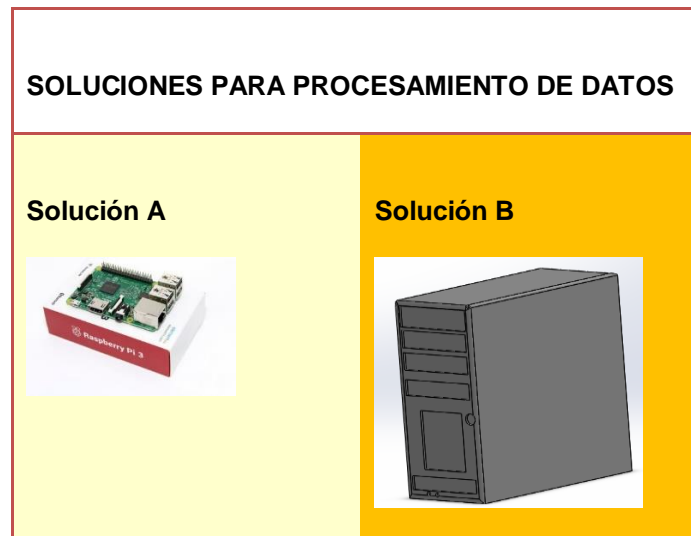 SOLUCIONES PARA PROCESAMIENTO DE DATOS
Solución A
Solución B
Raspberry Pi 3